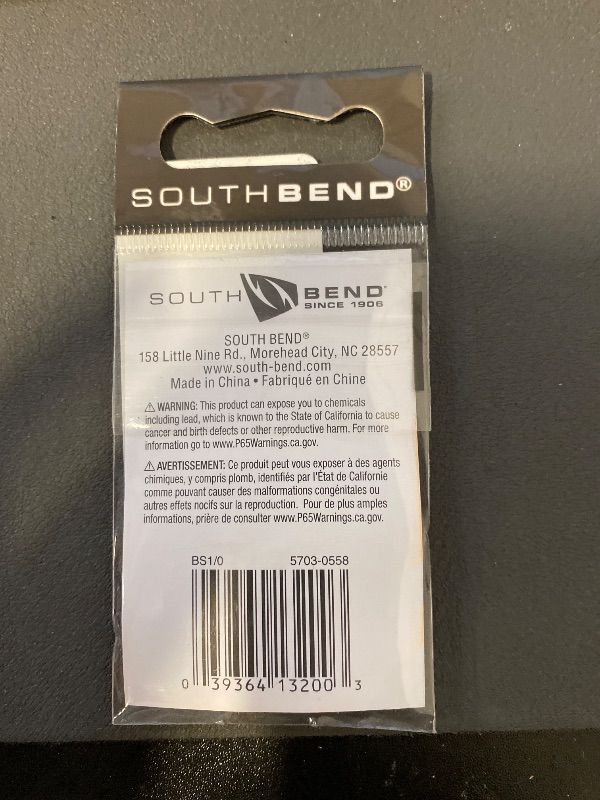 SOUTHBEND®
SOUTH BEND®
SINCE 1906
SOUTH BEND®
158 Little Nine Rd., Morehead City, NC 28557
www.south-bend.com
Made in China • Fabriqué en Chine
⚠ WARNING: This product can expose you to chemicals
including lead, which is known to the State of California to cause
cancer and birth defects or other reproductive harm. For more
information go to www.P65Warnings.ca.gov.
⚠ AVERTISSEMENT: Ce produit peut vous exposer à des agents
chimiques, y compris plomb, identifiés par l'État de Californie
comme pouvant causer des malformations congénitales ou
autres effets nocifs sur la reproduction. Pour de plus amples
informations, prière de consulter www.P65Warnings.ca.gov.
BS1/0 5703-0558
0 39364 13200 3